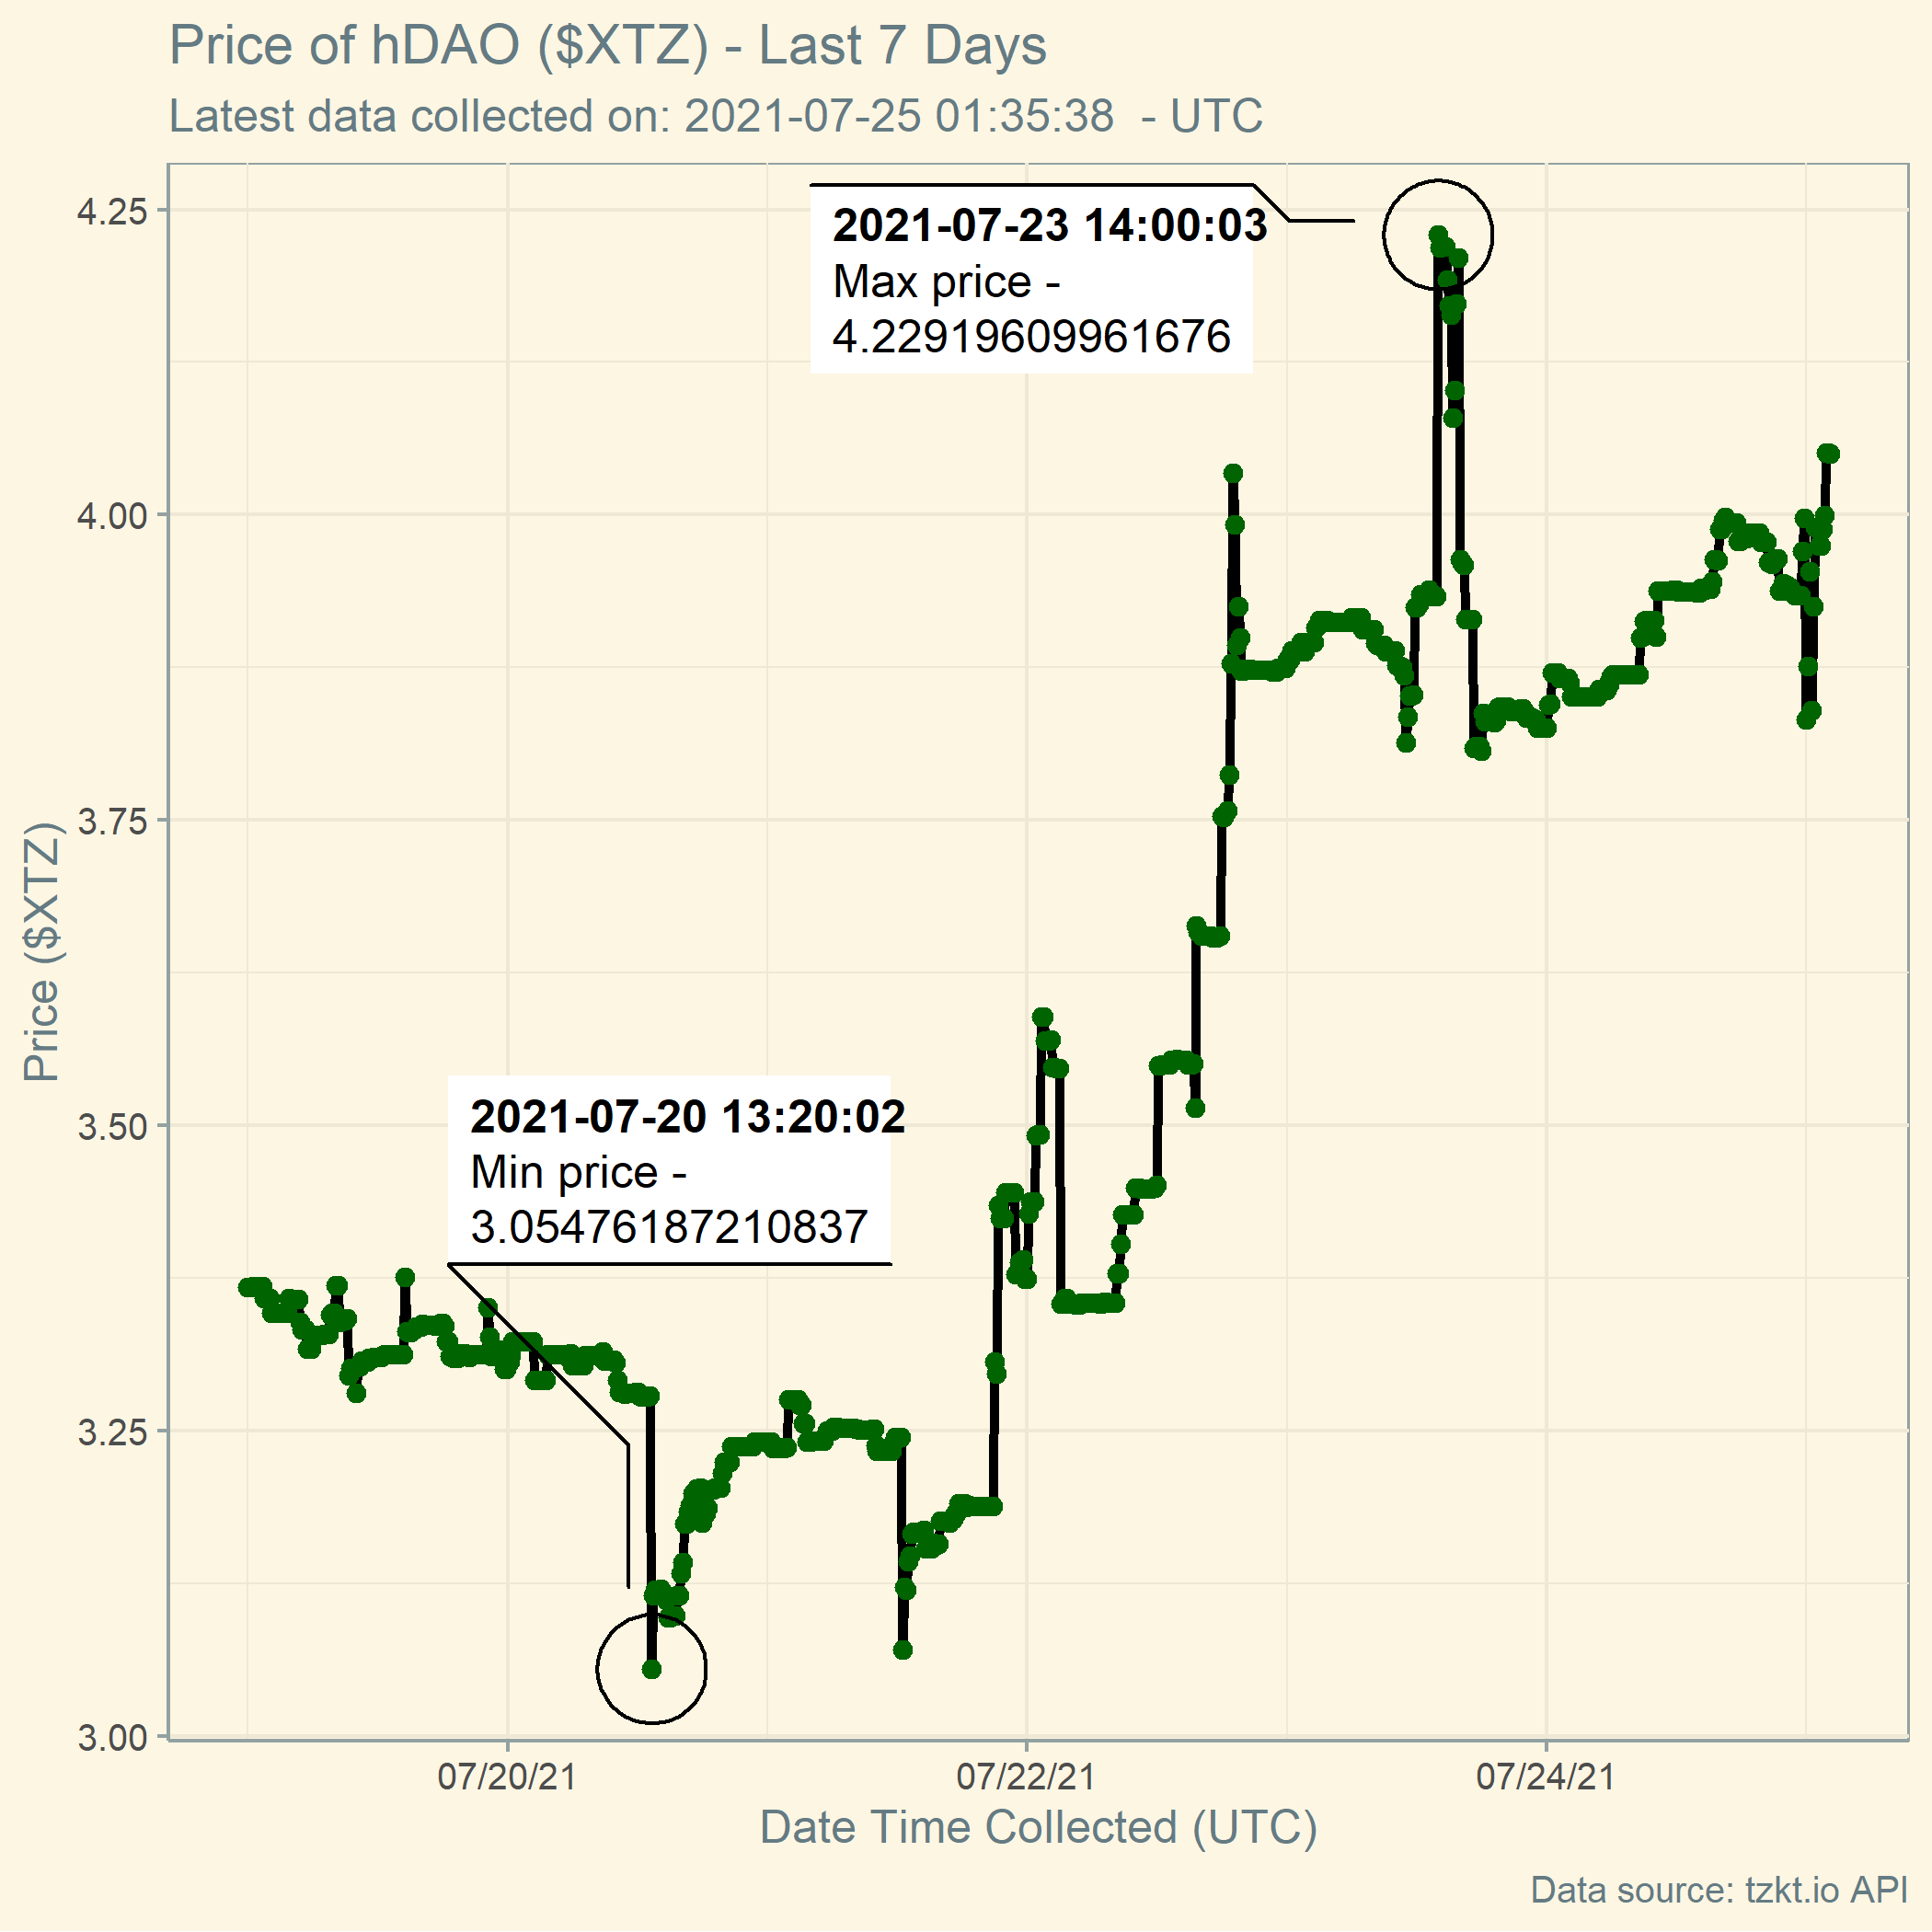 Price of hDAO ($XTZ) - Last 7 Days
Latest data collected on: 2021-07-25 01:35:38  - UTC
4.25
4.00
3.75
3.50
3.25
3.00
Price ($XTZ)
2021-07-23 14:00:03
Max price -
4.22919609961676
2021-07-20 13:20:02
Min price -
3.05476187210837
07/20/21
07/22/21
07/24/21
Date Time Collected (UTC)
Data source: tzkt.io API